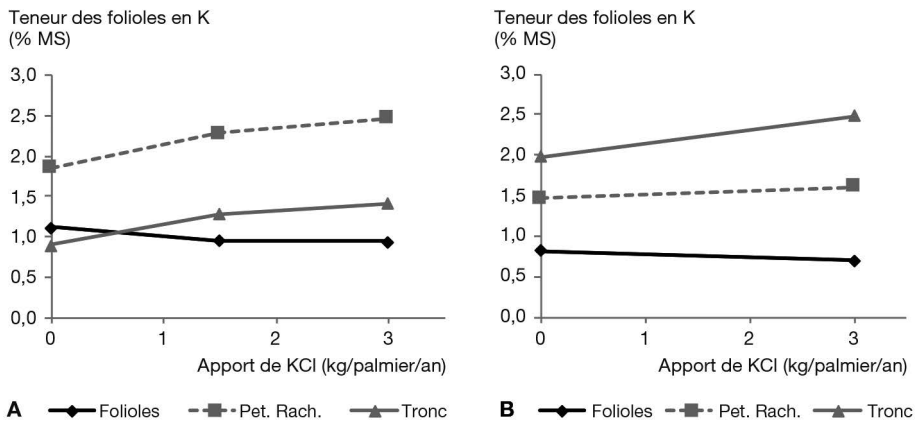 Teneur des folioles en K
(% MS)
3,0
2,5
2,0
1,5
1,0
0,5
0,0
0 1 2 3
Apport de KCl (kg/palmier/an)
A Folioles Pet. Rach. Tronc
Teneur des folioles en K
(% MS)
3,0
2,5
2,0
1,5
1,0
0,5
0,0
0 1 2 3
Apport de KCl (kg/palmier/an)
B Folioles Pet. Rach. Tronc